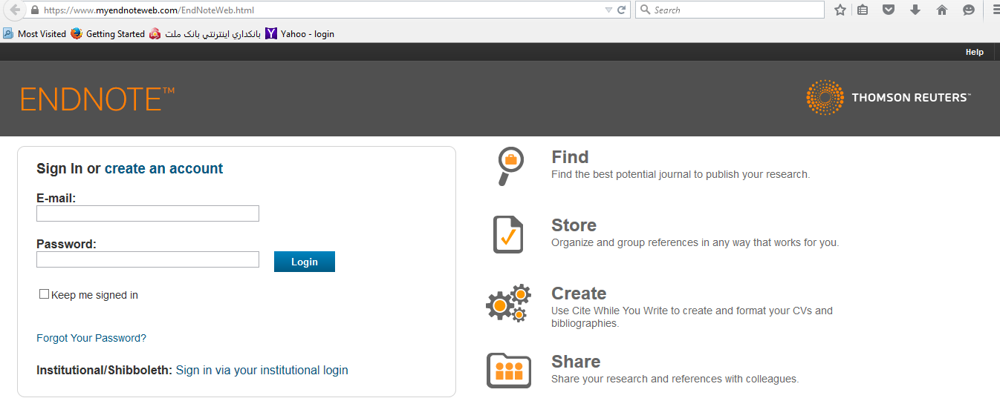 https://www.myendnoteweb.com/EndNoteWeb.html
Search
Most Visited Getting Started بانکداري اينترنتي بانک ملت Yahoo - login
Help
ENDNOTE™
THOMSON REUTERS™
Sign In or create an account
E-mail:
Password:
Login
Keep me signed in
Forgot Your Password?
Institutional/Shibboleth: Sign in via your institutional login
Find
Find the best potential journal to publish your research.
Store
Organize and group references in any way that works for you.
Create
Use Cite While You Write to create and format your CVs and
bibliographies.
Share
Share your research and references with colleagues.